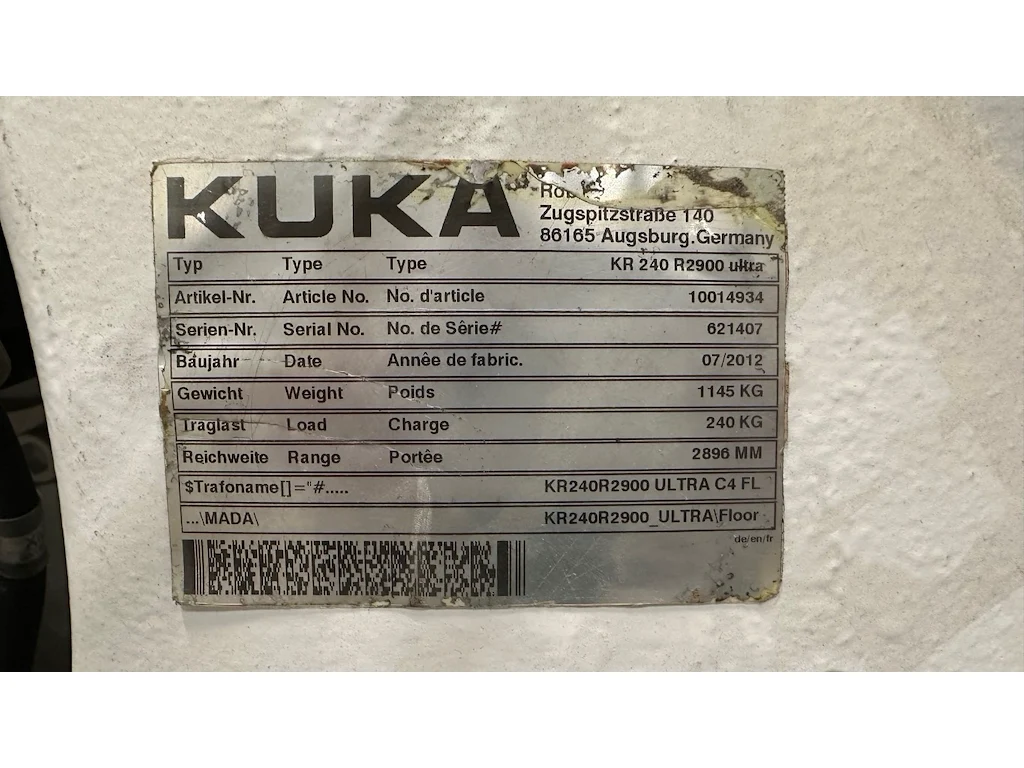 KUKA
Zugspitzstraße 140
86165 Augsburg.Germany
Typ Type Type KR 240 R2900 ultra
Artikel-Nr. Article No. No. d'article 10014934
Serien-Nr. Serial No. No. de Sêrie# 621407
Baujahr Date Annêe de fabric. 07/2012
Gewicht Weight Poids 1145 KG
Traglast Load Charge 240 KG
Reichweite Range Portêe 2896 MM
$Trafoname[]="#..... KR240R2900 ULTRA C4 FL
...\MADA\ KR240R2900_ULTRA\Floor
de/en/fr